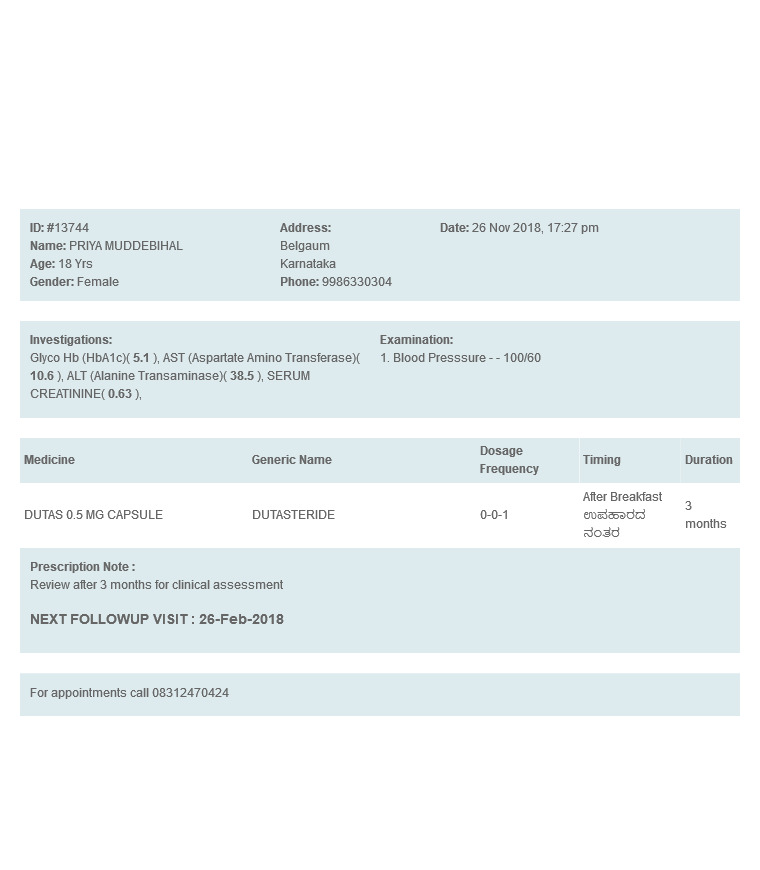 ID: #13744
Name: PRIYA MUDDEBIHAL
Age: 18 Yrs
Gender: Female
Address:
Belgaum
Karnataka
Phone: 9986330304
Date: 26 Nov 2018, 17:27 pm
Investigations:
Glyco Hb (HbA1c)( 5.1 ), AST (Aspartate Amino Transferase)(
10.6 ), ALT (Alanine Transaminase)( 38.5 ), SERUM
CREATININE( 0.63 ),
Examination:
1. Blood Presssure - - 100/60
Medicine Generic Name Dosage Frequency Timing Duration
DUTAS 0.5 MG CAPSULE DUTASTERIDE 0-0-1 After Breakfast ಉಪಹಾರದ ನಂತರ 3 months
Prescription Note :
Review after 3 months for clinical assessment
NEXT FOLLOWUP VISIT : 26-Feb-2018
For appointments call 08312470424